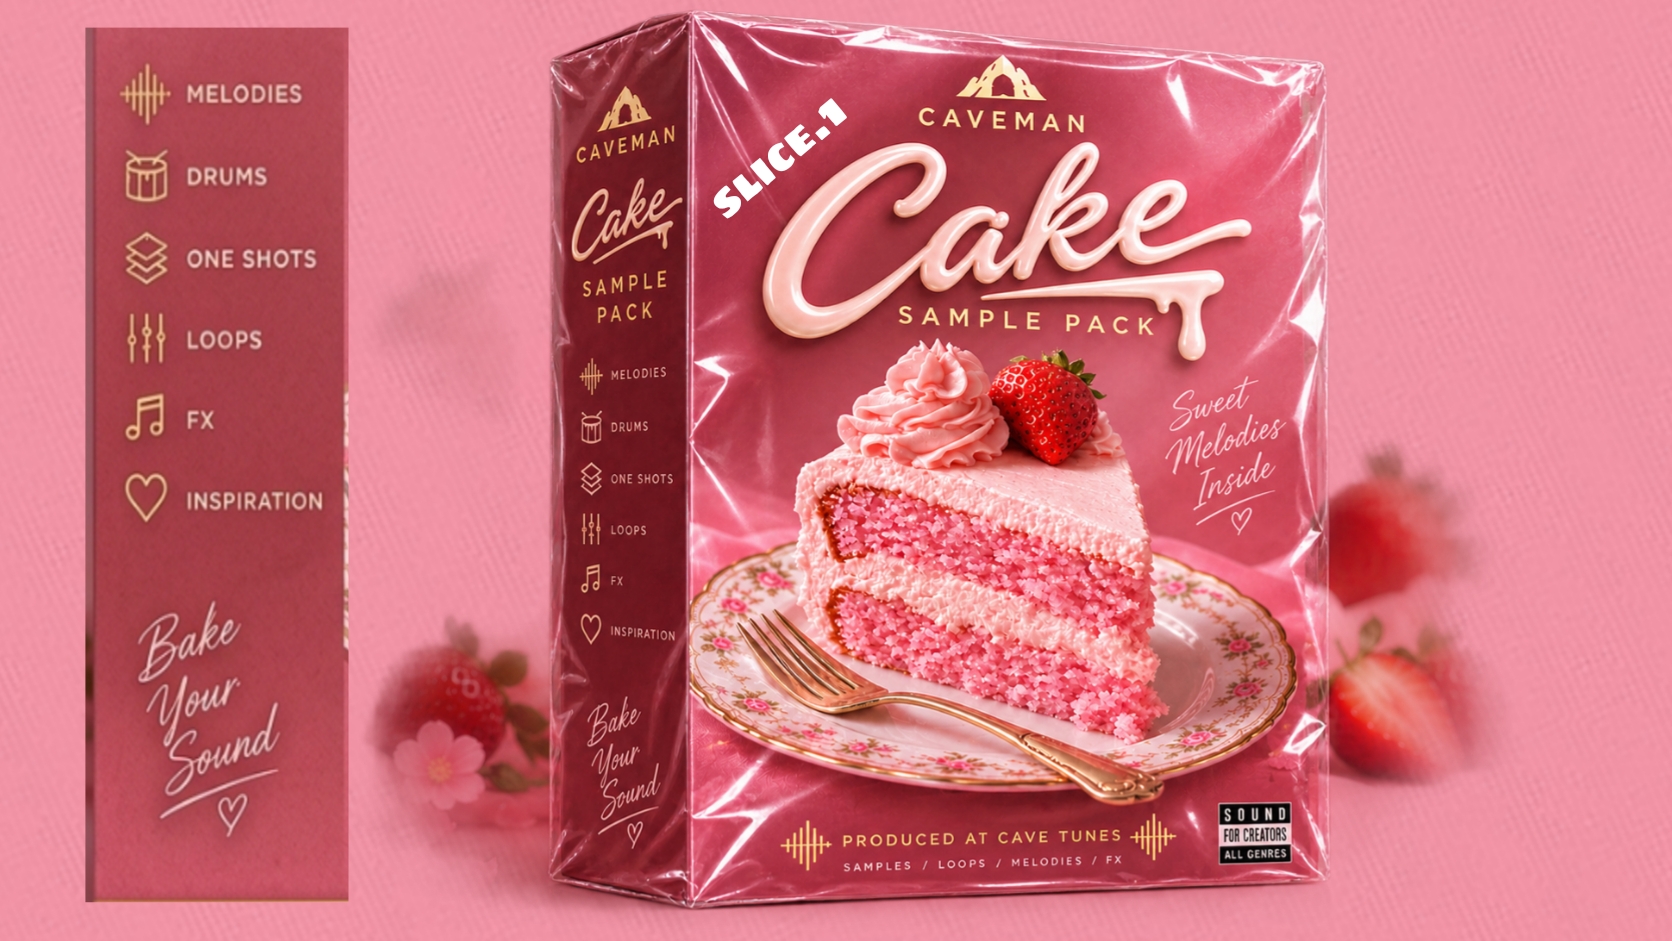 MELODIES
DRUMS
ONE SHOTS
LOOPS
FX
INSPIRATION
Bake
Your
Sound
CAVEMAN
Cake
SAMPLE
PACK
MELODIES
DRUMS
ONE SHOTS
LOOPS
FX
INSPIRATION
Bake
Your
Sound
SLICE.1
CAVEMAN
Cake
SAMPLE PACK
Sweet
Melodies
Inside
PRODUCED AT CAVE TUNES
SAMPLES / LOOPS / MELODIES / FX
SOUND
FOR CREATORS
ALL GENRES